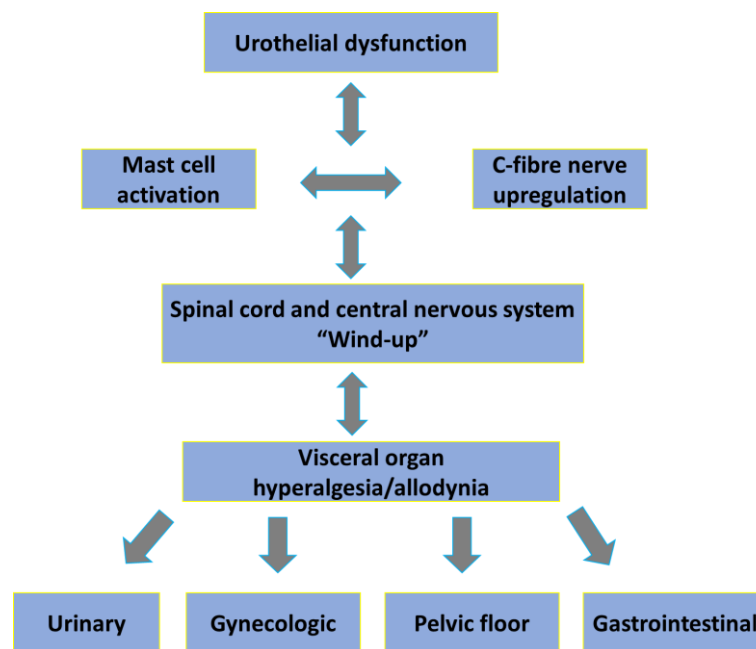 Urothelial dysfunction
Mast cell
activation
C-fibre nerve
upregulation
Spinal cord and central nervous system
“Wind-up”
Visceral organ
hyperalgesia/allodynia
Urinary
Gynecologic
Pelvic floor
Gastrointestinal